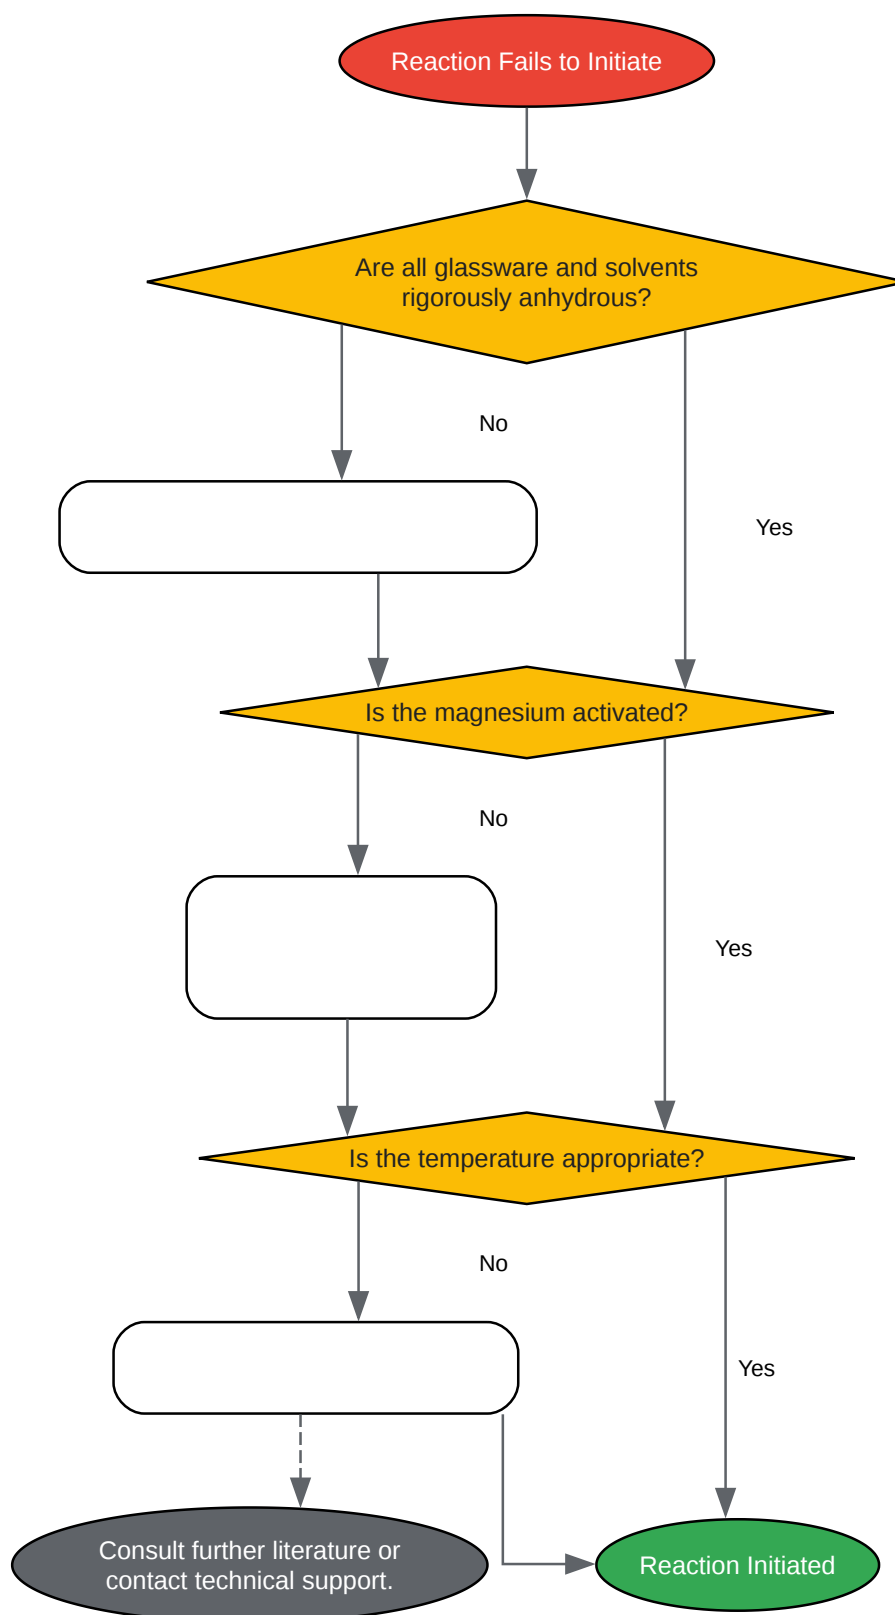 Reaction Fails to Initiate
Are all glassware and solvents
rigorously anhydrous?
No
Yes
Is the magnesium activated?
No
Yes
Is the temperature appropriate?
No
Yes
Consult further literature or
contact technical support.
Reaction Initiated